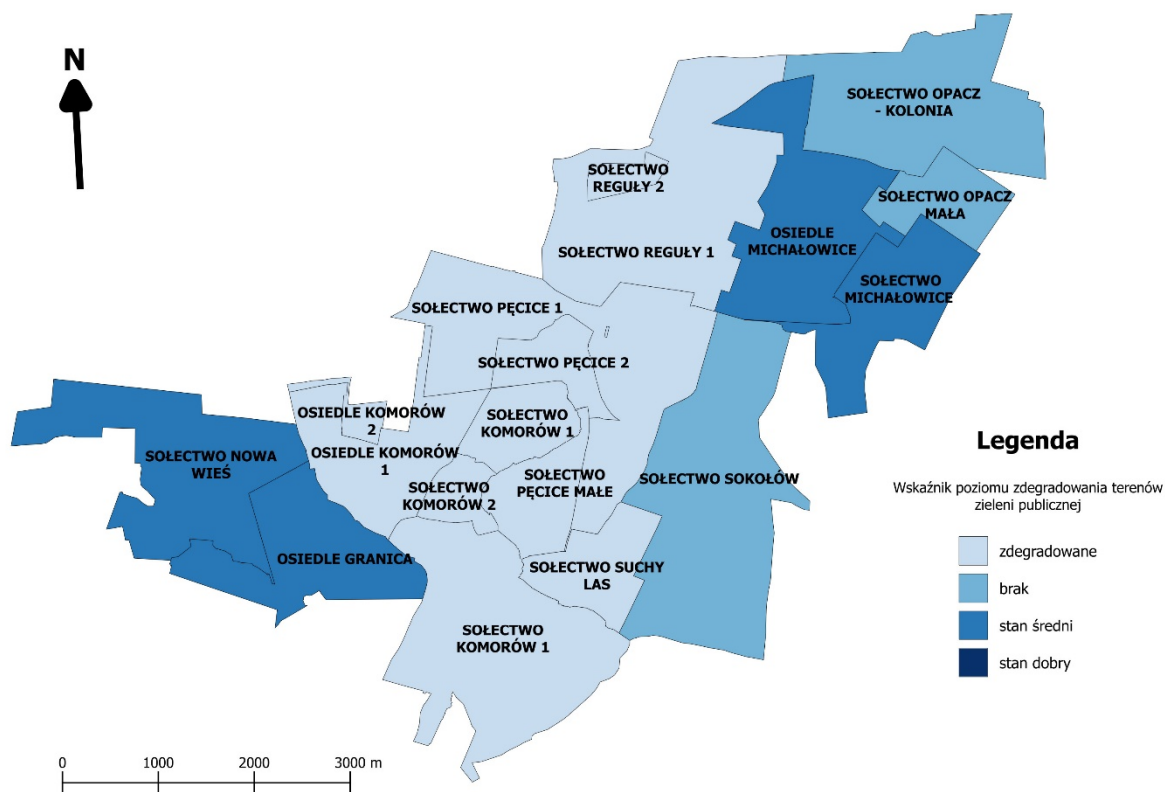 N
SOŁECTWO OPACZ
- KOLONIA
SOŁECTWO
REGUŁY 2
SOŁECTWO OPACZ
MAŁA
OSIEDLE
MICHAŁOWICE
SOŁECTWO REGUŁY 1
SOŁECTWO
MICHAŁOWICE
SOŁECTWO PĘCICE 1
SOŁECTWO PĘCICE 2
OSIEDLE KOMORÓW
2
SOŁECTWO
KOMORÓW 1
OSIEDLE KOMORÓW
1
SOŁECTWO NOWA
WIEŚ
SOŁECTWO
KOMORÓW 2
SOŁECTWO
PĘCICE MAŁE
SOŁECTWO SOKOŁÓW
OSIEDLE GRANICA
SOŁECTWO SUCHY
LAS
SOŁECTWO
KOMORÓW 1
Legenda
Wskaźnik poziomu zdegradowania terenów
zieleni publicznej
zdegradowane
brak
stan średni
stan dobry
0 1000 2000 3000 m